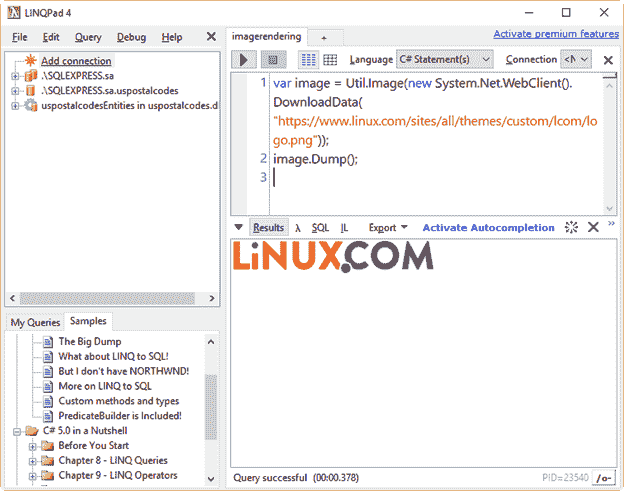 LINQPad 4
File Edit Query Debug Help
Add connection
.\SQLEXPRESS.sa
.\SQLEXPRESS.sa.uspostalcodes
uspostalcodesEntities in uspostalcodes.d
My Queries Samples
The Big Dump
What about LINQ to SQL!
But I don't have NORTHWND!
More on LINQ to SQL
Custom methods and types
PredicateBuilder is Included!
C# 5.0 in a Nutshell
Before You Start
Chapter 8 - LINQ Queries
Chapter 9 - LINQ Operators
Activate premium features
imagerendering +
Language C# Statement(s) Connection <N
1 var image = Util.Image(new System.Net.WebClient().
DownloadData(
"https://www.linux.com/sites/all/themes/custom/lcom/lo
go.png"));
2 image.Dump();
3
Results λ SQL IL Export Activate Autocompletion »
LiNUX.COM
Query successful (00:00.378) PID=23540 /o-